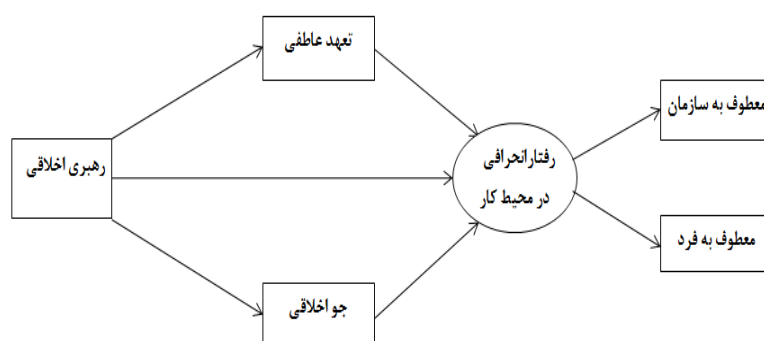 تعهد عاطفی
معطوف به سازمان
رهبری اخلاقی
رفتارانحرافی
در محیط کار
معطوف به فرد
جو اخلاقی